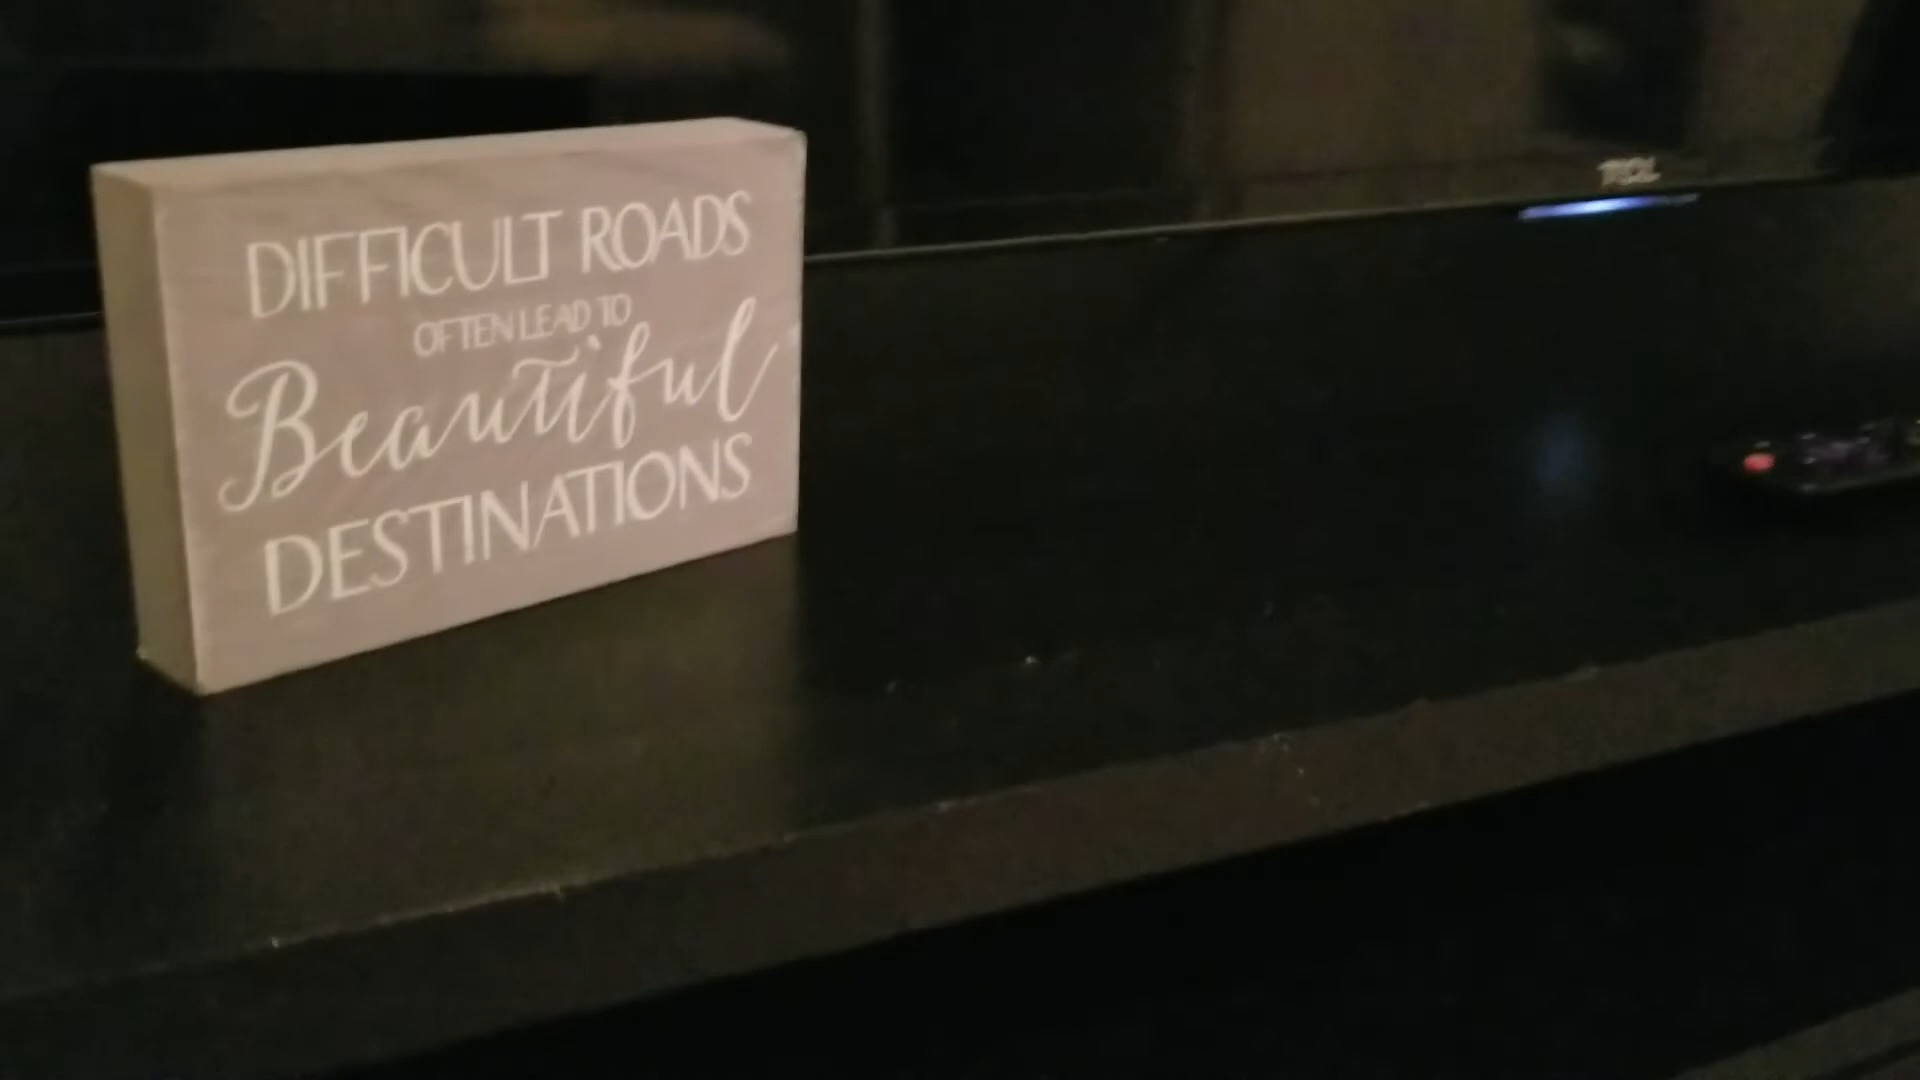 DIFFICULT ROADS
OFTEN LEAD TO
Beautiful
DESTINATIONS
TCL